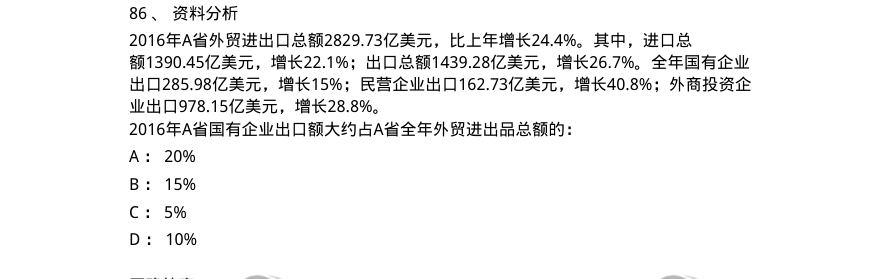 86 、 资料分析
2016年A省外贸进出口总额2829.73亿美元，比上年增长24.4%。其中，进口总
额1390.45亿美元，增长22.1%；出口总额1439.28亿美元，增长26.7%。全年国有企业
出口285.98亿美元，增长15%；民营企业出口162.73亿美元，增长40.8%；外商投资企
业出口978.15亿美元，增长28.8%。
2016年A省国有企业出口额大约占A省全年外贸进出品总额的：
A ： 20%
B ： 15%
C ： 5%
D ： 10%